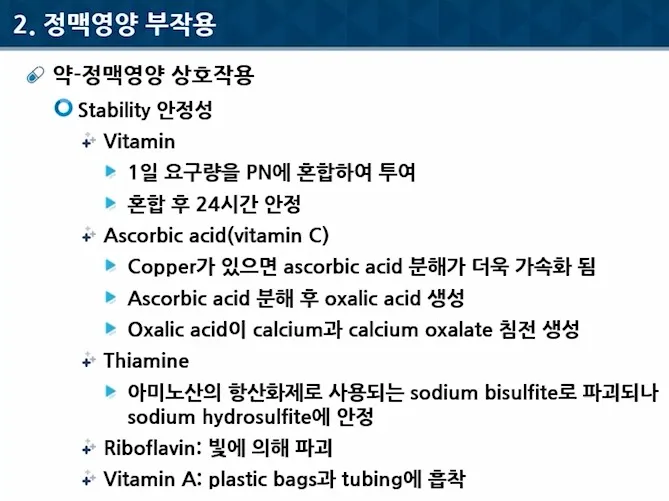 2. 정맥영양 부작용
약-정맥영양 상호작용
Stability 안정성
Vitamin
1일 요구량을 PN에 혼합하여 투여
혼합 후 24시간 안정
Ascorbic acid(vitamin C)
Copper가 있으면 ascorbic acid 분해가 더욱 가속화 됨
Ascorbic acid 분해 후 oxalic acid 생성
Oxalic acid이 calcium과 calcium oxalate 침전 생성
Thiamine
아미노산의 항산화제로 사용되는 sodium bisulfite로 파괴되나
sodium hydrosulfite에 안정
Riboflavin: 빛에 의해 파괴
Vitamin A: plastic bags과 tubing에 흡착